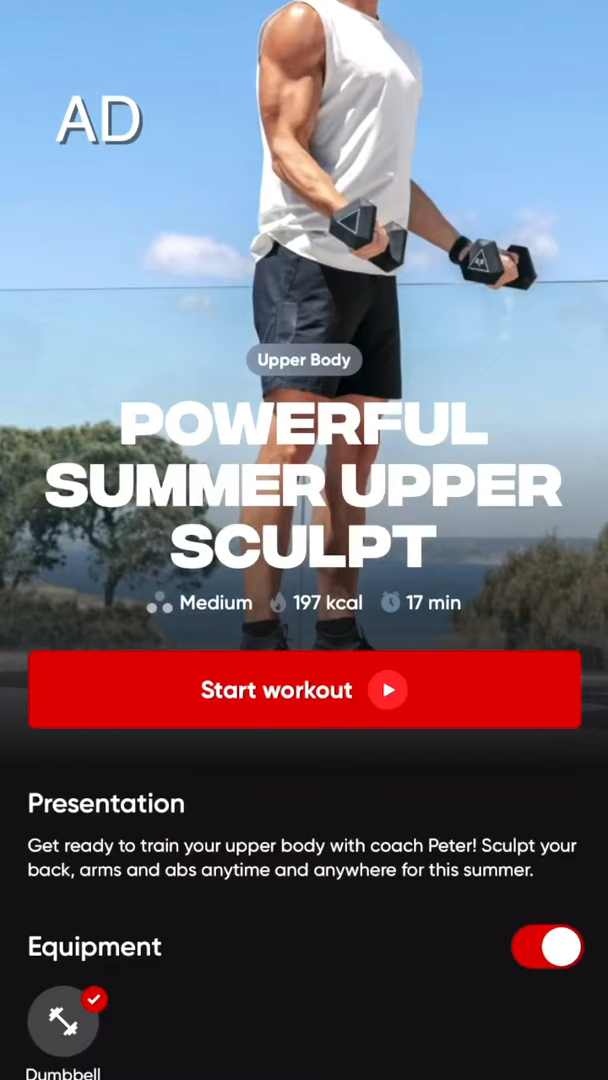 AD
Upper Body
POWERFUL
SUMMER UPPER
SCULPT
Medium 197 kcal 17 min
Start workout
Presentation
Get ready to train your upper body with coach Peter! Sculpt your
back, arms and abs anytime and anywhere for this summer.
Equipment
Dumbbell